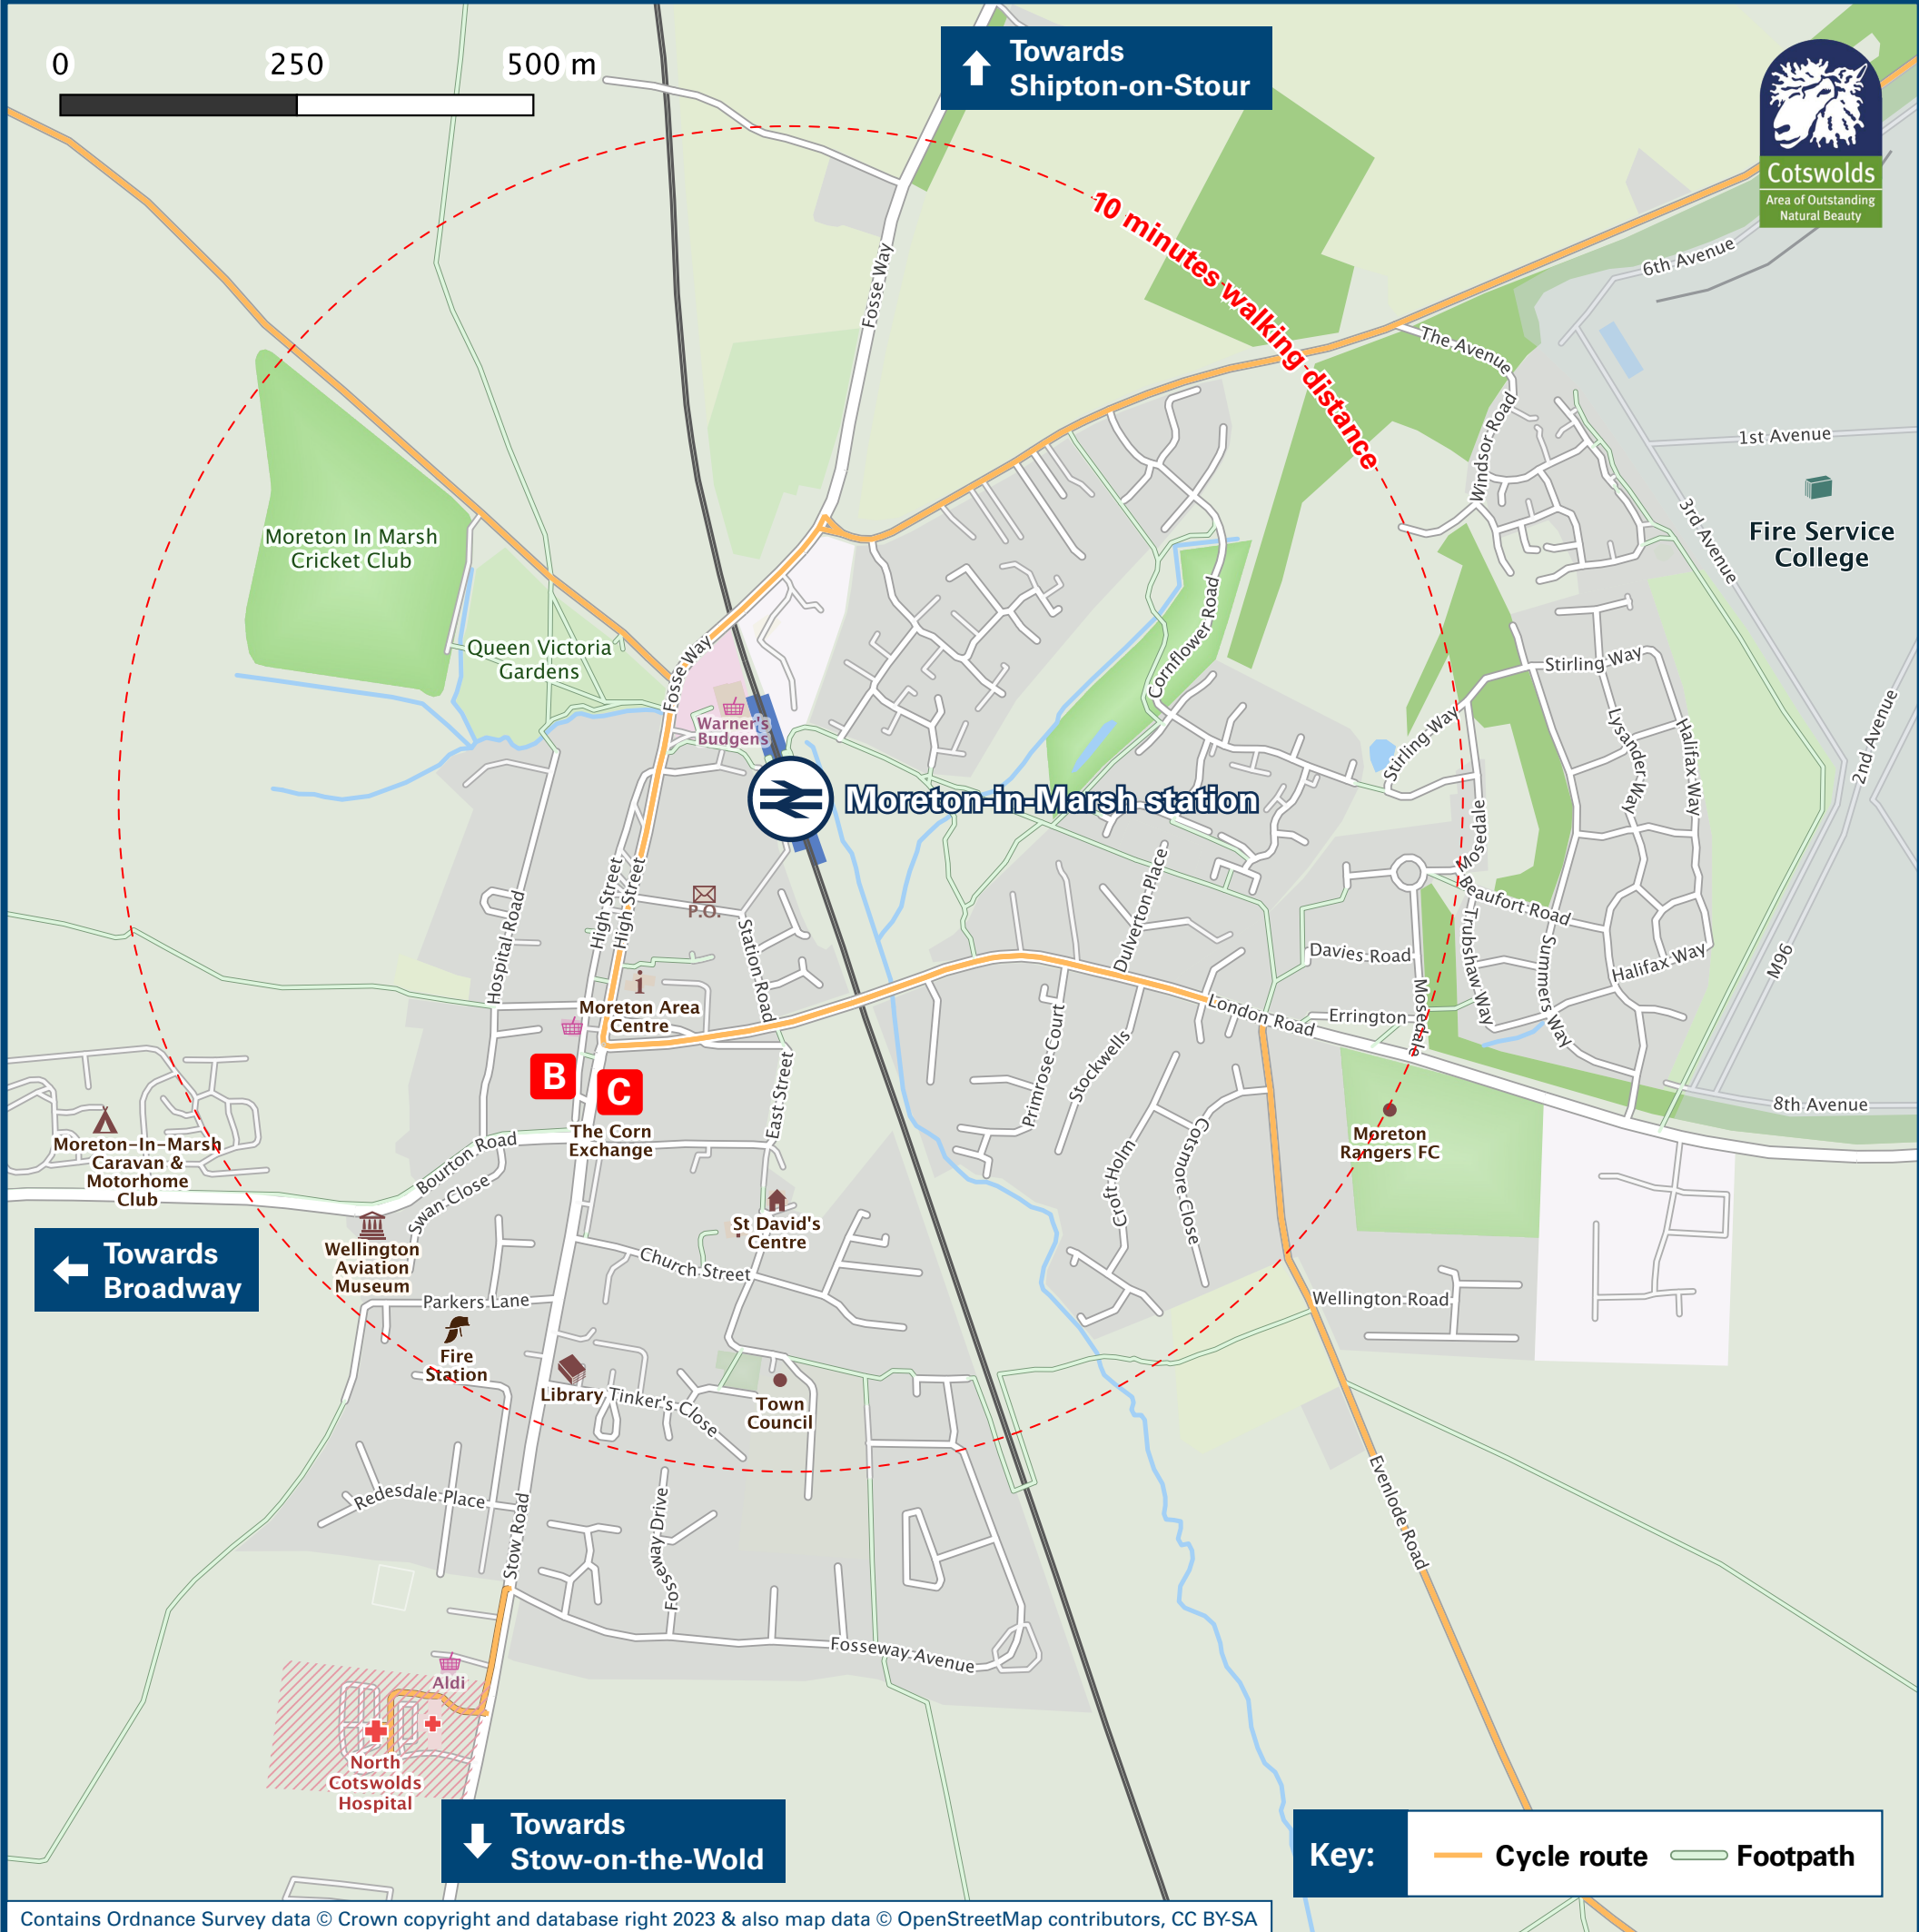 0 250 500 m
Towards
Shipton-on-Stour
Cotswolds
Area of Outstanding
Natural Beauty
10 minutes walking distance
6th Avenue
Fosse Way
The Avenue
Windsor Road
1st Avenue
3rd Avenue
Fire Service
College
Moreton In Marsh
Cricket Club
Queen Victoria
Gardens
Fosse Way
Cornflower Road
Stirling Way
Stirling Way
Lysander Way
Halifax Way
2nd Avenue
Warner's
Budgens
Moreton-in-Marsh station
Mosedale
Beaufort Road
Trubshaw Way
Summers Way
Halifax Way
M96
High Street
High Street
Hospital Road
P.O.
Station Road
Dulverton Place
Davies Road
Mosedale
Errington
London Road
i
Moreton Area
Centre
B
C
The Corn
Exchange
East Street
Primrose Court
Stockwells
Croft Holm
Cotsmore Close
8th Avenue
Moreton
Rangers FC
Moreton-In-Marsh
Caravan &
Motorhome
Club
Bourton Road
Swan Close
Wellington
Aviation
Museum
Towards
Broadway
St David's
Centre
Church Street
Parkers Lane
Wellington Road
Fire
Station
Library
Tinker's Close
Town
Council
Redesdale Place
Stow Road
Fosseway Drive
Evenlode Road
Fosseway Avenue
Aldi
North
Cotswolds
Hospital
Towards
Stow-on-the-Wold
Key: Cycle route Footpath
Contains Ordnance Survey data © Crown copyright and database right 2023 & also map data © OpenStreetMap contributors, CC BY-SA